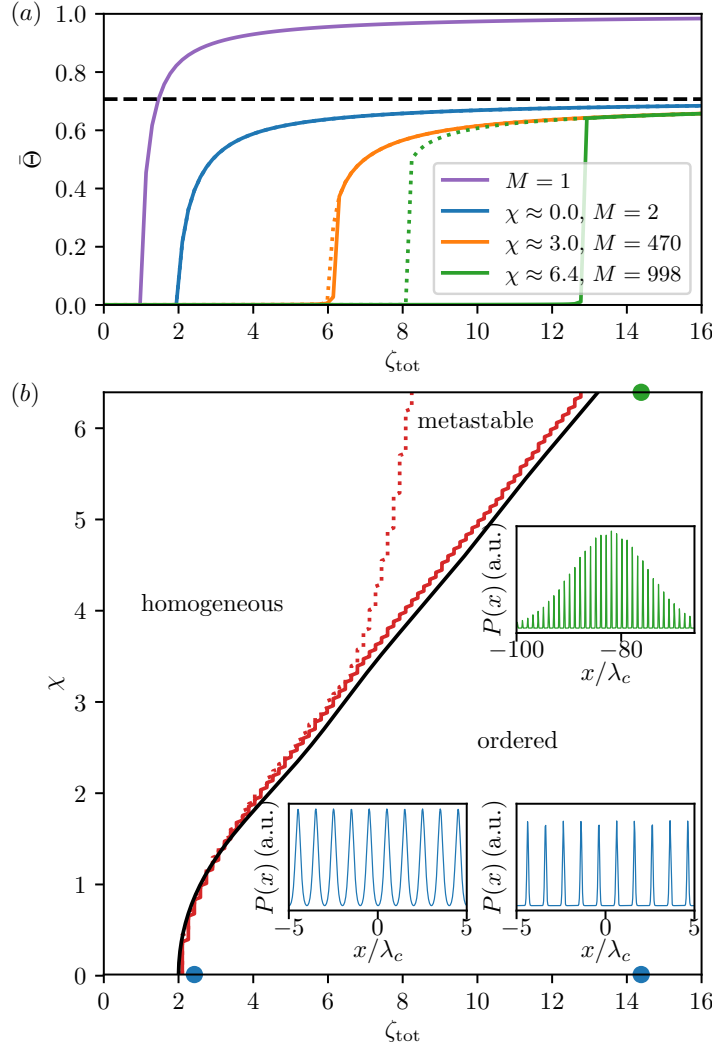 (a)
1.0
0.8
0.6
0.4
0.2
0.0
Θ̄
M = 1
χ ≈ 0.0, M = 2
χ ≈ 3.0, M = 470
χ ≈ 6.4, M = 998
0 2 4 6 8 10 12 14 16
ζtot
(b)
metastable
homogeneous
ordered
6
5
4
3
2
1
0
χ
P(x) (a.u.)
−100 −80
x/λc
P(x) (a.u.)
−5 0 5
x/λc
P(x) (a.u.)
−5 0 5
x/λc
0 2 4 6 8 10 12 14 16
ζtot